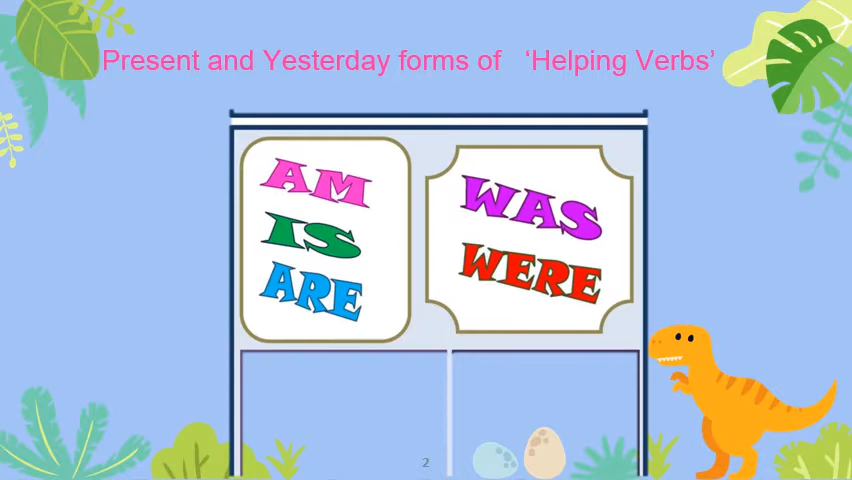 Present and Yesterday forms of ‘Helping Verbs’
AM
IS
ARE
WAS
WERE
2